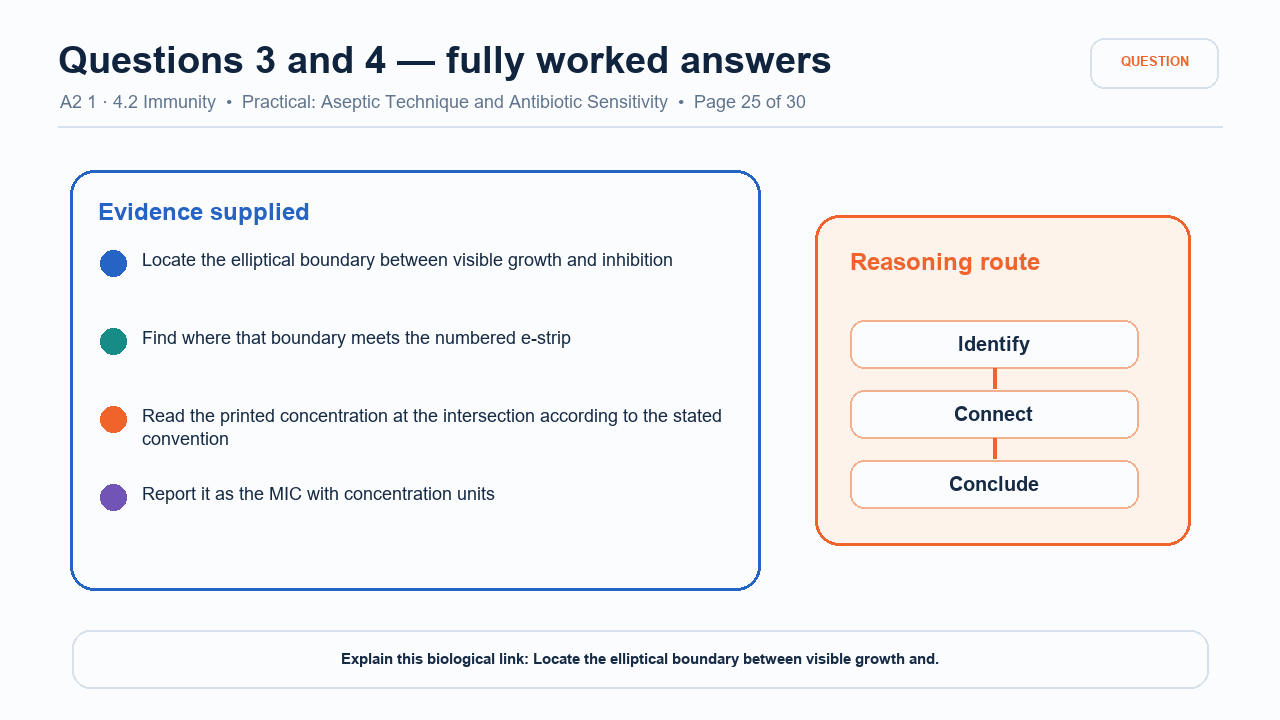 Questions 3 and 4 — fully worked answers
QUESTION
A2 1 · 4.2 Immunity • Practical: Aseptic Technique and Antibiotic Sensitivity • Page 25 of 30
Evidence supplied
Locate the elliptical boundary between visible growth and inhibition
Find where that boundary meets the numbered e-strip
Read the printed concentration at the intersection according to the stated
convention
Report it as the MIC with concentration units
Reasoning route
Identify
Connect
Conclude
Explain this biological link: Locate the elliptical boundary between visible growth and.